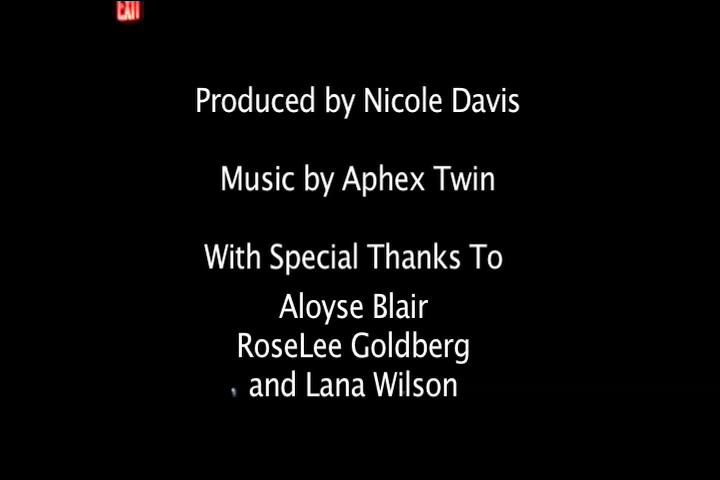 EXIT
Produced by Nicole Davis
Music by Aphex Twin
With Special Thanks To
Aloyse Blair
RoseLee Goldberg
and Lana Wilson